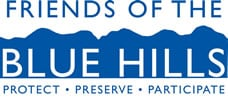 FRIENDS OF THE
BLUE HILLS
PROTECT • PRESERVE • PARTICIPATE